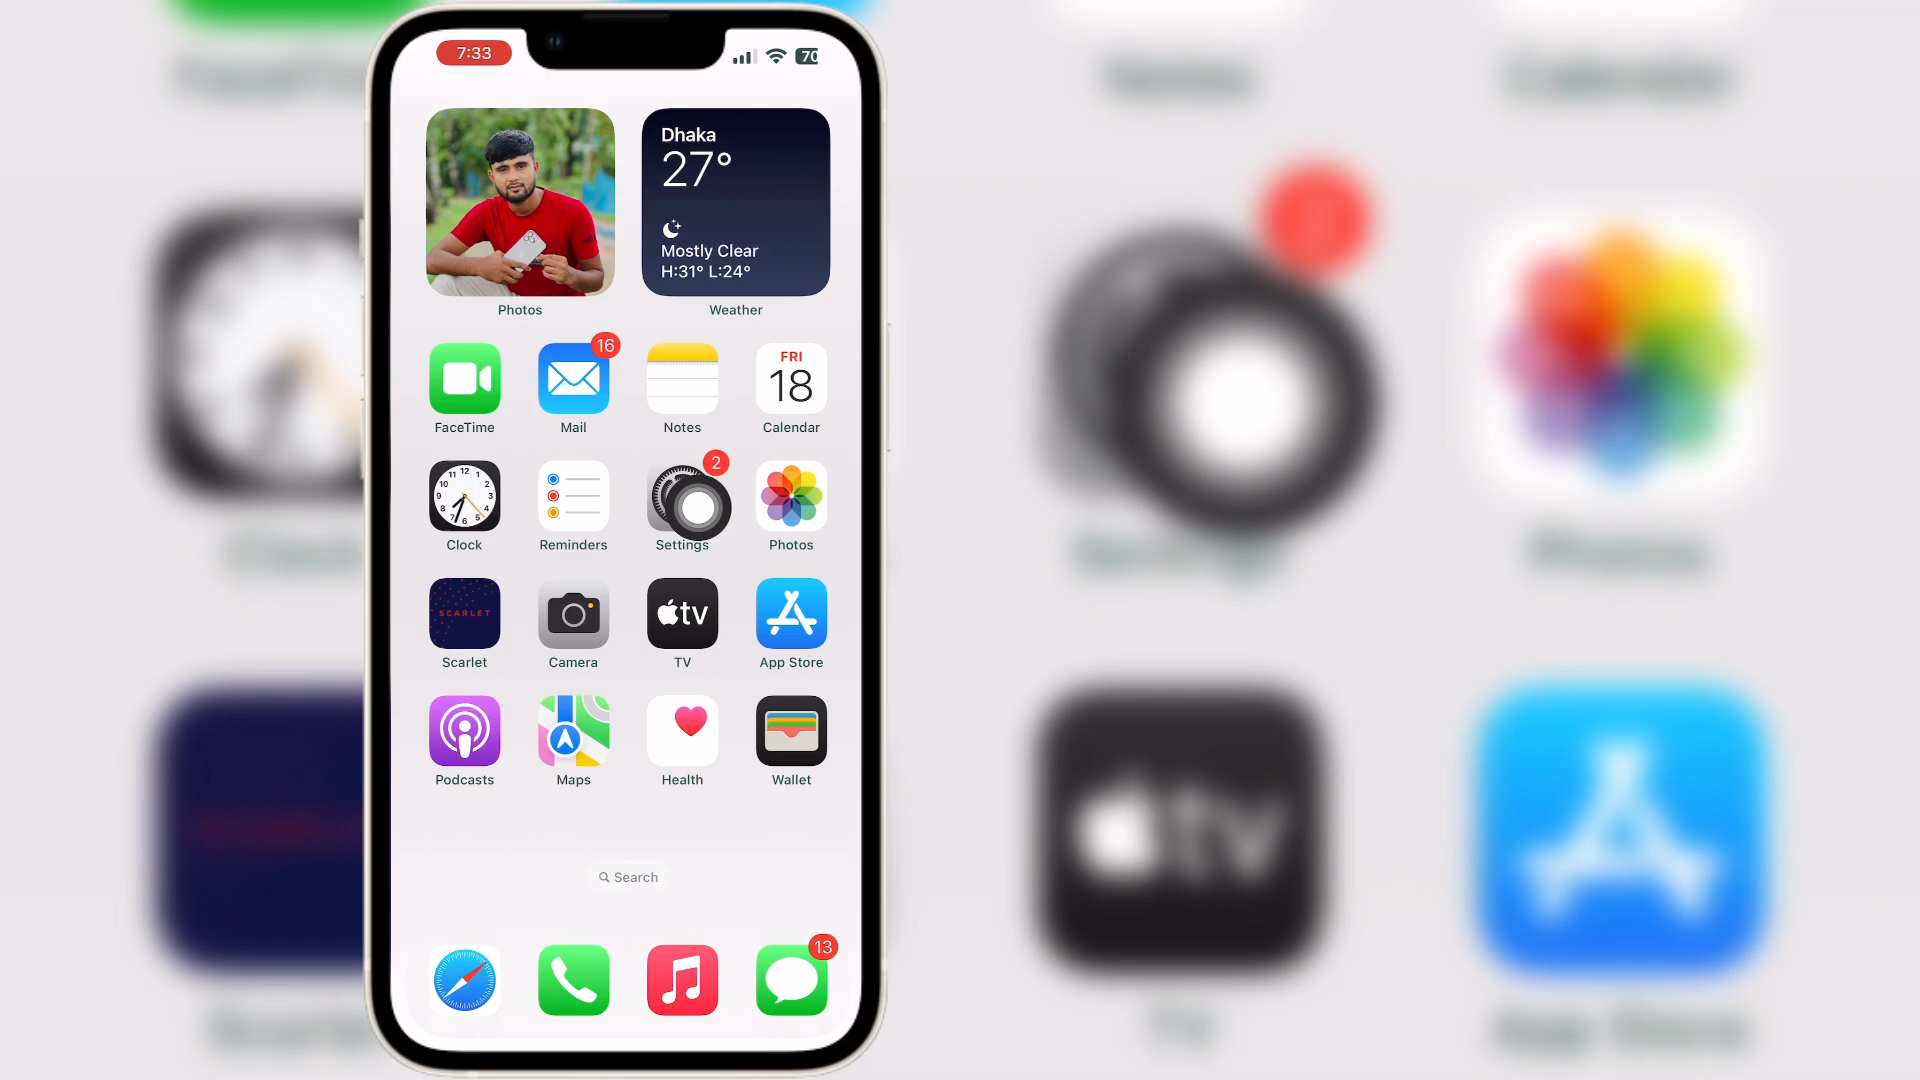 7:33
70
Dhaka
27°
Mostly Clear
H:31° L:24°
Photos
Weather
16
FRI
18
FaceTime
Mail
Notes
Calendar
2
Clock
Reminders
Settings
Photos
SCARLET
tv
Scarlet
Camera
TV
App Store
Podcasts
Maps
Health
Wallet
Search
13